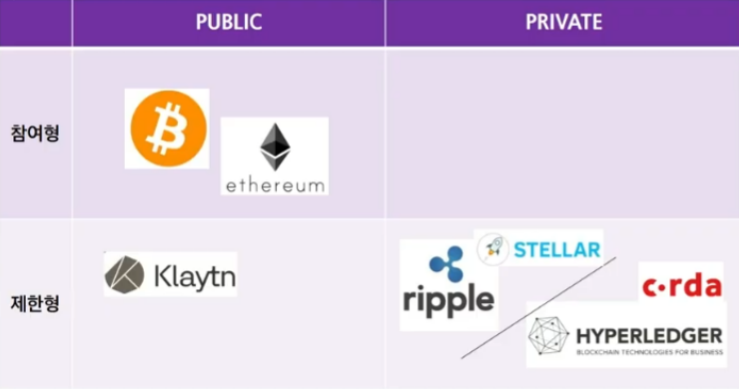 PUBLIC PRIVATE
참여형
ethereum
제한형
Klaytn
ripple
STELLAR
c·rda
HYPERLEDGER
BLOCKCHAIN TECHNOLOGIES FOR BUSINESS